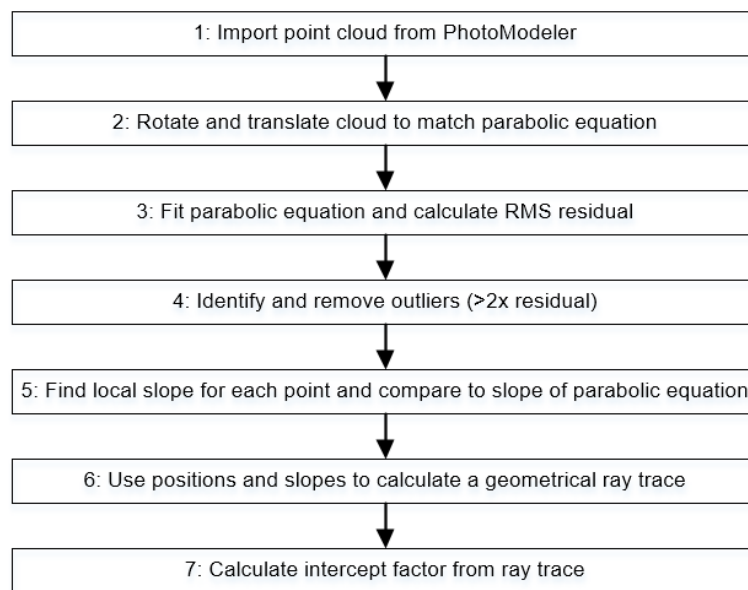 1: Import point cloud from PhotoModeler
2: Rotate and translate cloud to match parabolic equation
3: Fit parabolic equation and calculate RMS residual
4: Identify and remove outliers (>2x residual)
5: Find local slope for each point and compare to slope of parabolic equation
6: Use positions and slopes to calculate a geometrical ray trace
7: Calculate intercept factor from ray trace